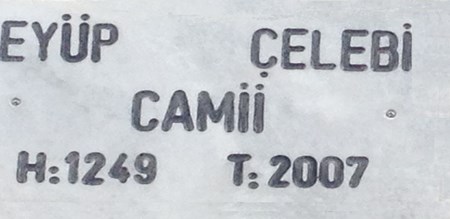 EYÜP ÇELEBİ
CAMİİ
H:1249 T:2007